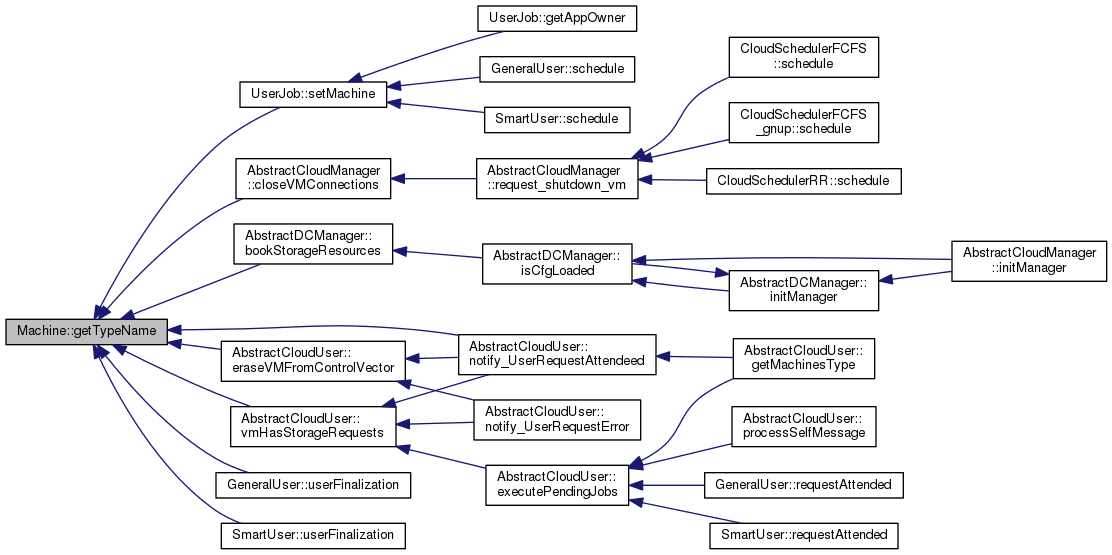 Machine::getTypeName
UserJob::setMachine
AbstractCloudManager
::closeVMConnections
AbstractDCManager::
bookStorageResources
AbstractCloudUser::
eraseVMFromControlVector
AbstractCloudUser::
vmHasStorageRequests
GeneralUser::userFinalization
SmartUser::userFinalization
UserJob::getAppOwner
GeneralUser::schedule
SmartUser::schedule
AbstractCloudManager
::request_shutdown_vm
AbstractDCManager::
isCfgLoaded
AbstractCloudUser::
notify_UserRequestAttendeed
AbstractCloudUser::
notify_UserRequestError
AbstractCloudUser::
executePendingJobs
CloudSchedulerFCFS
::schedule
CloudSchedulerFCFS
_gnup::schedule
CloudSchedulerRR::schedule
AbstractDCManager::
initManager
AbstractCloudUser::
getMachinesType
AbstractCloudUser::
processSelfMessage
GeneralUser::requestAttended
SmartUser::requestAttended
AbstractCloudManager
::initManager